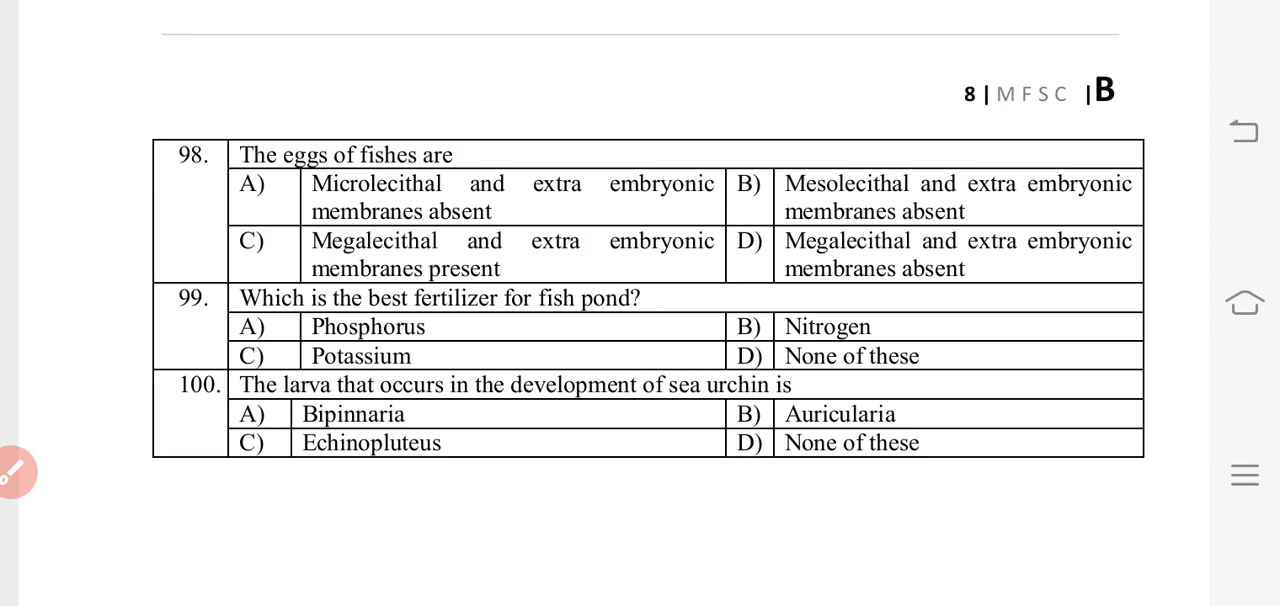 8 | M F S C | B
98. The eggs of fishes are
A) Microlecithal and extra embryonic membranes absent B) Mesolecithal and extra embryonic membranes absent
C) Megalecithal and extra embryonic membranes present D) Megalecithal and extra embryonic membranes absent
99. Which is the best fertilizer for fish pond?
A) Phosphorus B) Nitrogen
C) Potassium D) None of these
100. The larva that occurs in the development of sea urchin is
A) Bipinnaria B) Auricularia
C) Echinopluteus D) None of these